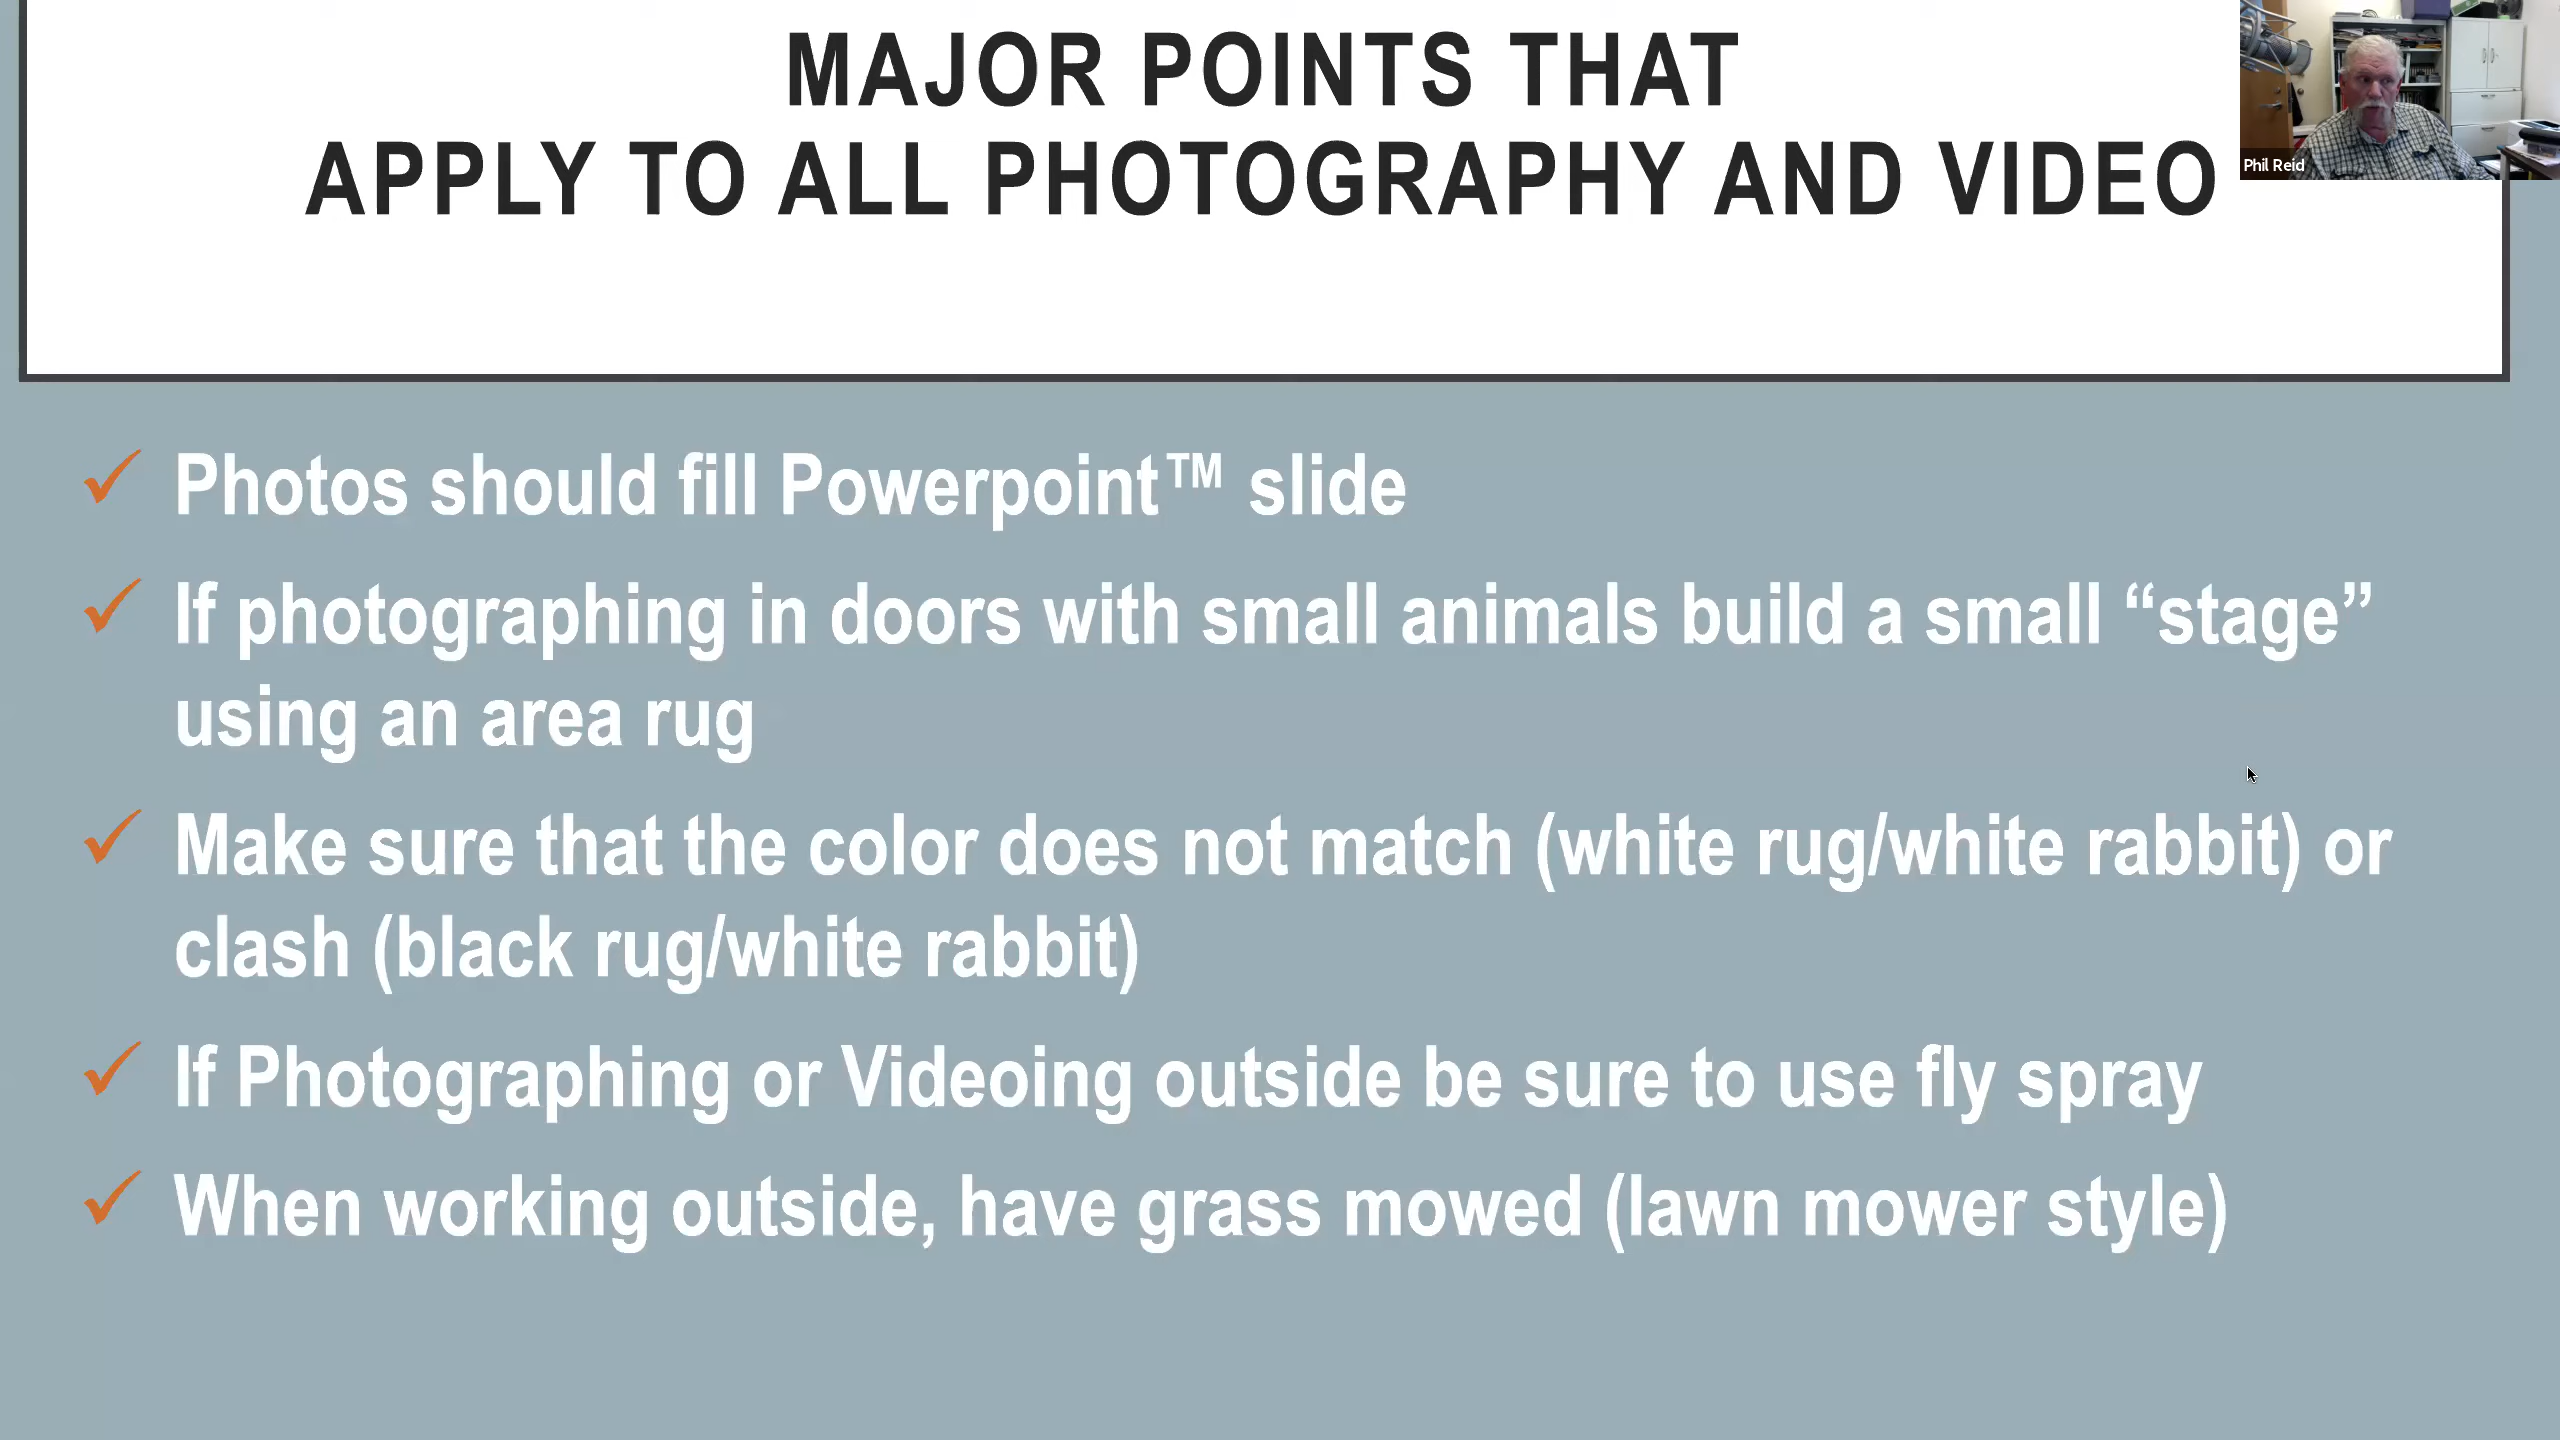 MAJOR POINTS THAT
APPLY TO ALL PHOTOGRAPHY AND VIDEO
Phil Reid
✓ Photos should fill Powerpoint™ slide
✓ If photographing in doors with small animals build a small “stage”
using an area rug
✓ Make sure that the color does not match (white rug/white rabbit) or
clash (black rug/white rabbit)
✓ If Photographing or Videoing outside be sure to use fly spray
✓ When working outside, have grass mowed (lawn mower style)